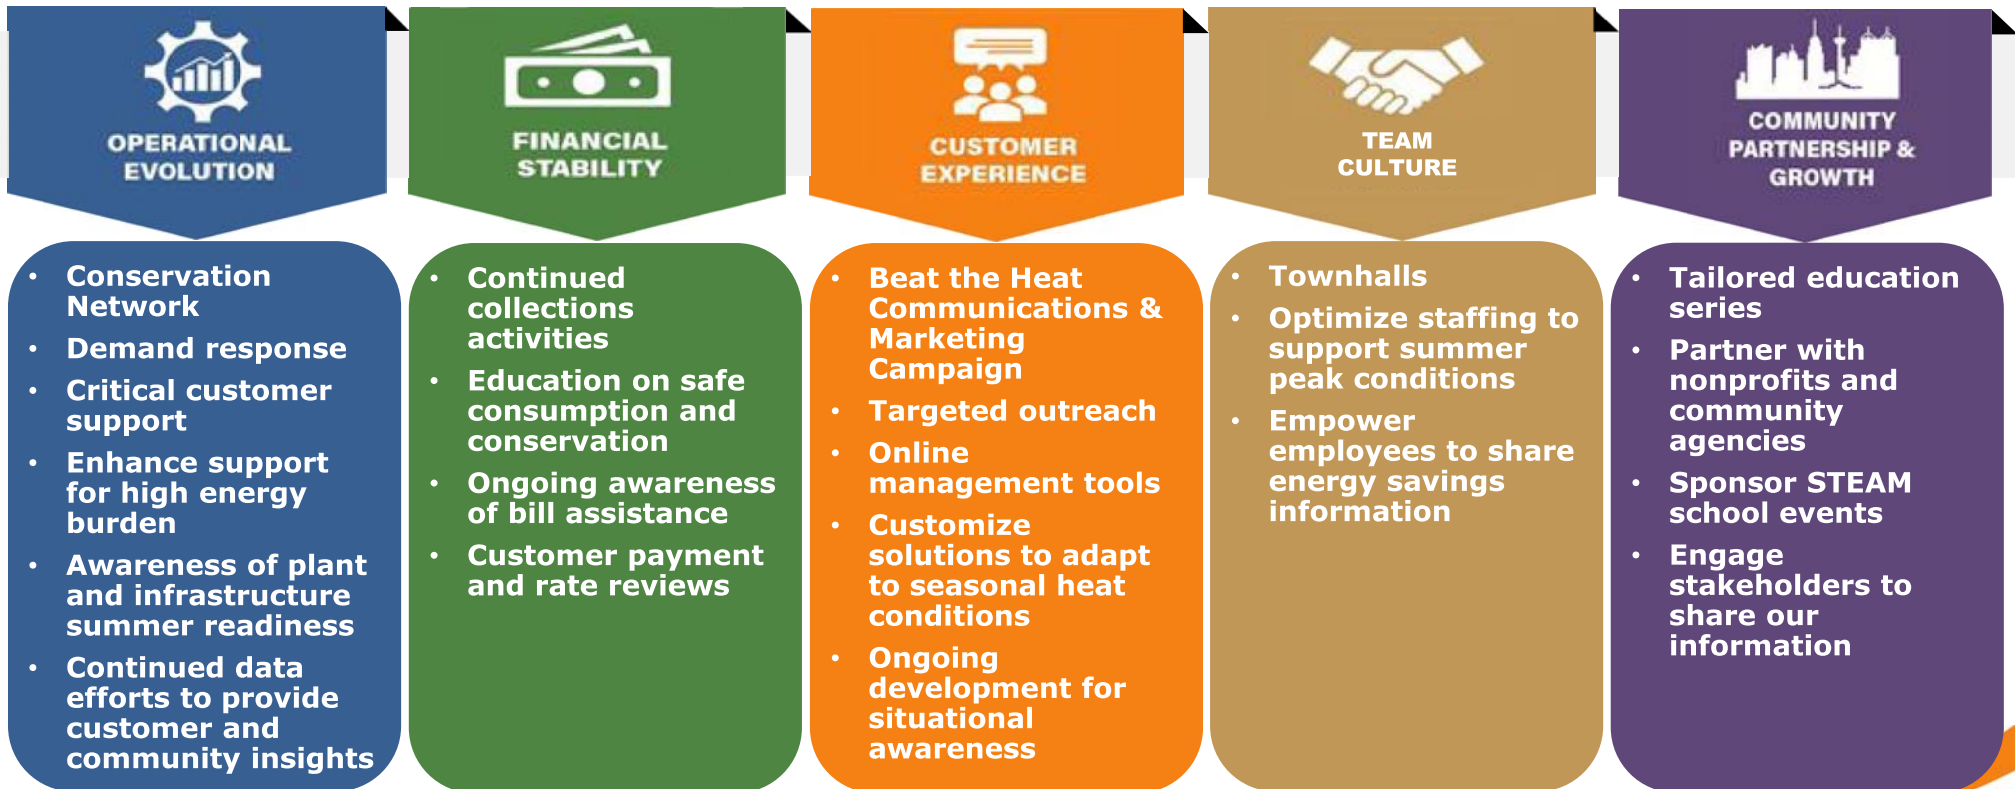 OPERATIONAL
EVOLUTION
• Conservation
Network
• Demand response
• Critical customer
support
• Enhance support
for high energy
burden
• Awareness of plant
and infrastructure
summer readiness
• Continued data
efforts to provide
customer and
community insights
FINANCIAL
STABILITY
• Continued
collections
activities
• Education on safe
consumption and
conservation
• Ongoing awareness
of bill assistance
• Customer payment
and rate reviews
CUSTOMER
EXPERIENCE
• Beat the Heat
Communications &
Marketing
Campaign
• Targeted outreach
• Online
management tools
• Customize
solutions to adapt
to seasonal heat
conditions
• Ongoing
development for
situational
awareness
TEAM
CULTURE
• Townhalls
• Optimize staffing to
support summer
peak conditions
• Empower
employees to share
energy savings
information
COMMUNITY
PARTNERSHIP &
GROWTH
• Tailored education
series
• Partner with
nonprofits and
community
agencies
• Sponsor STEAM
school events
• Engage
stakeholders to
share our
information